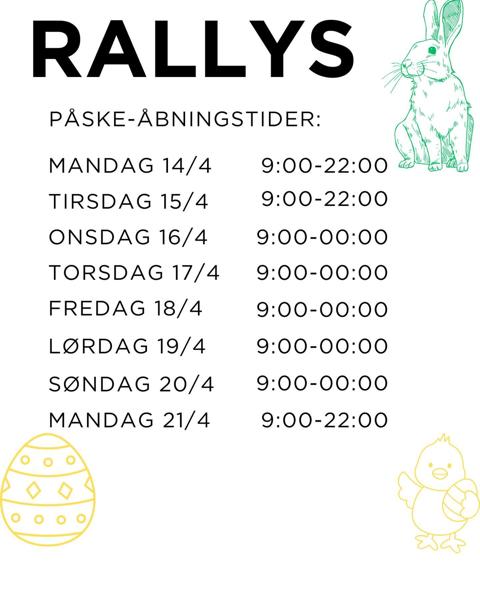 RALLYS
PÅSKE-ÅBNINGSTIDER:
MANDAG 14/4 9:00-22:00
TIRSDAG 15/4 9:00-22:00
ONSDAG 16/4 9:00-00:00
TORSDAG 17/4 9:00-00:00
FREDAG 18/4 9:00-00:00
LØRDAG 19/4 9:00-00:00
SØNDAG 20/4 9:00-00:00
MANDAG 21/4 9:00-22:00